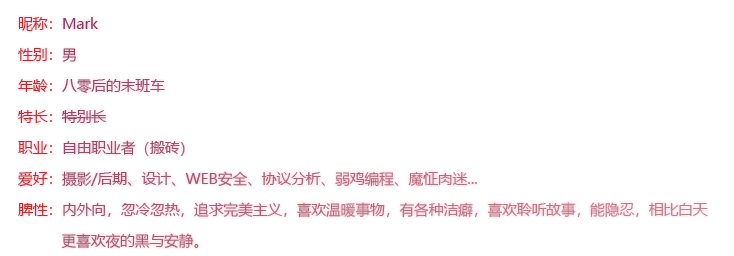 昵称：Mark
性别：男
年龄：八零后的末班车
特长：特别长
职业：自由职业者（搬砖）
爱好：摄影/后期、设计、WEB安全、协议分析、弱鸡编程、魔怔肉迷...
脾性：内外向，忽冷忽热，追求完美主义，喜欢温暖事物，有各种洁癖，喜欢聆听故事，能隐忍，相比白天
更喜欢夜的黑与安静。